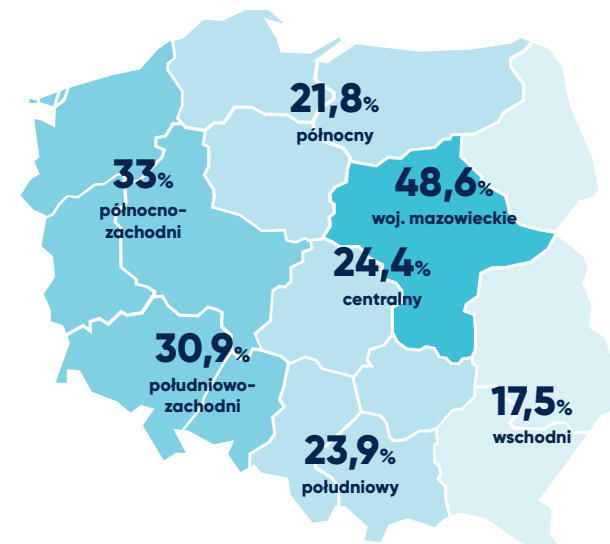 21,8%
północny
33%
północno-
zachodni
48,6%
woj. mazowieckie
24,4%
centralny
30,9%
południowo-
zachodni
17,5%
wschodni
23,9%
południowy